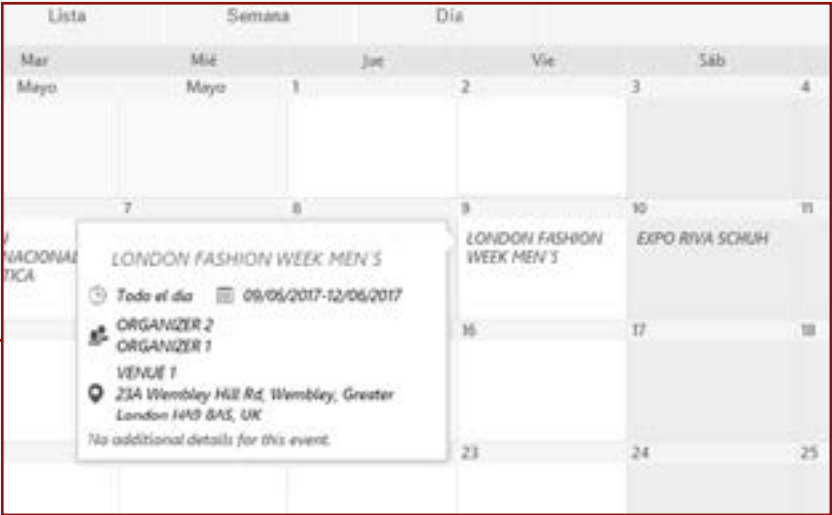 Lista Semana Día
Mar Mié Jue Vie Sáb
Mayo Mayo 1 2 3 4
7 8 9 10 11
NACIONAL
TICA
LONDON FASHION
WEEK MEN´S
EXPO RIVA SCHUH
LONDON FASHION WEEK MEN´S
Todo el día 09/06/2017-12/06/2017
ORGANIZER 2
ORGANIZER 1
VENUE 1
23A Wembley Hill Rd, Wembley, Greater
London HA9 8AS, UK
No additional details for this event.
16 17 18
23 24 25